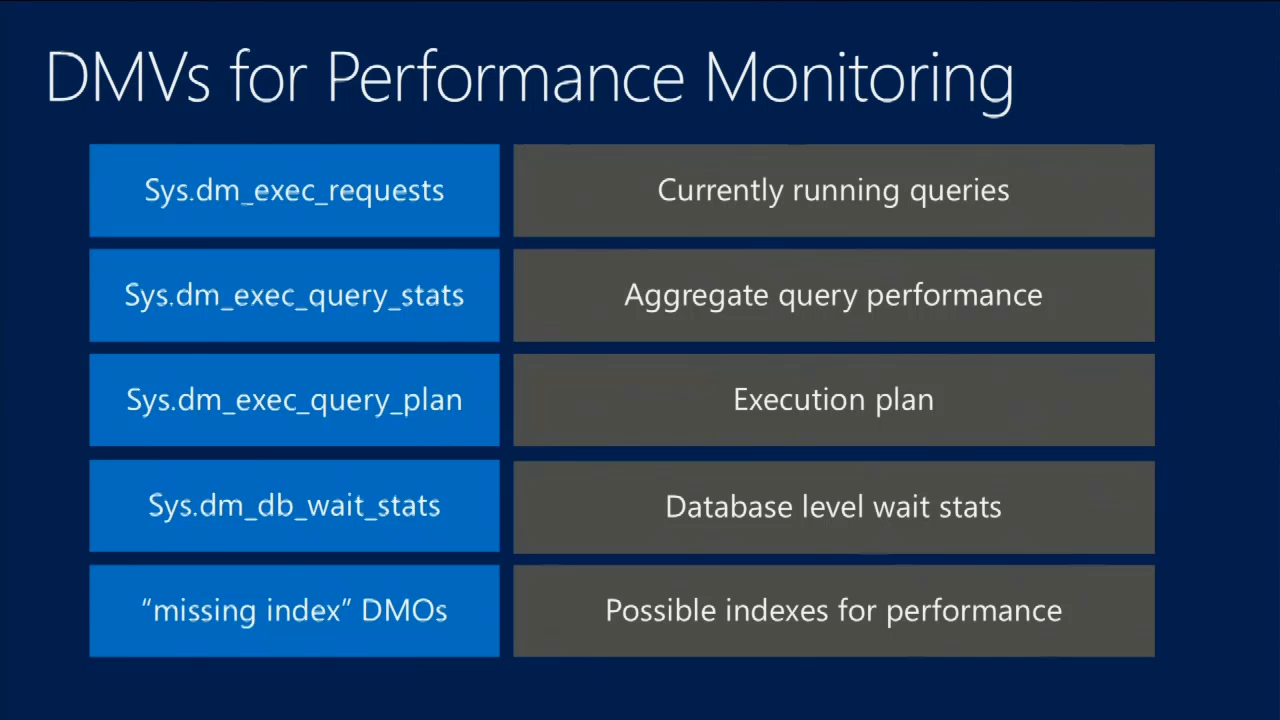 DMVs for Performance Monitoring
Sys.dm_exec_requests
Currently running queries
Sys.dm_exec_query_stats
Aggregate query performance
Sys.dm_exec_query_plan
Execution plan
Sys.dm_db_wait_stats
Database level wait stats
“missing index” DMOs
Possible indexes for performance